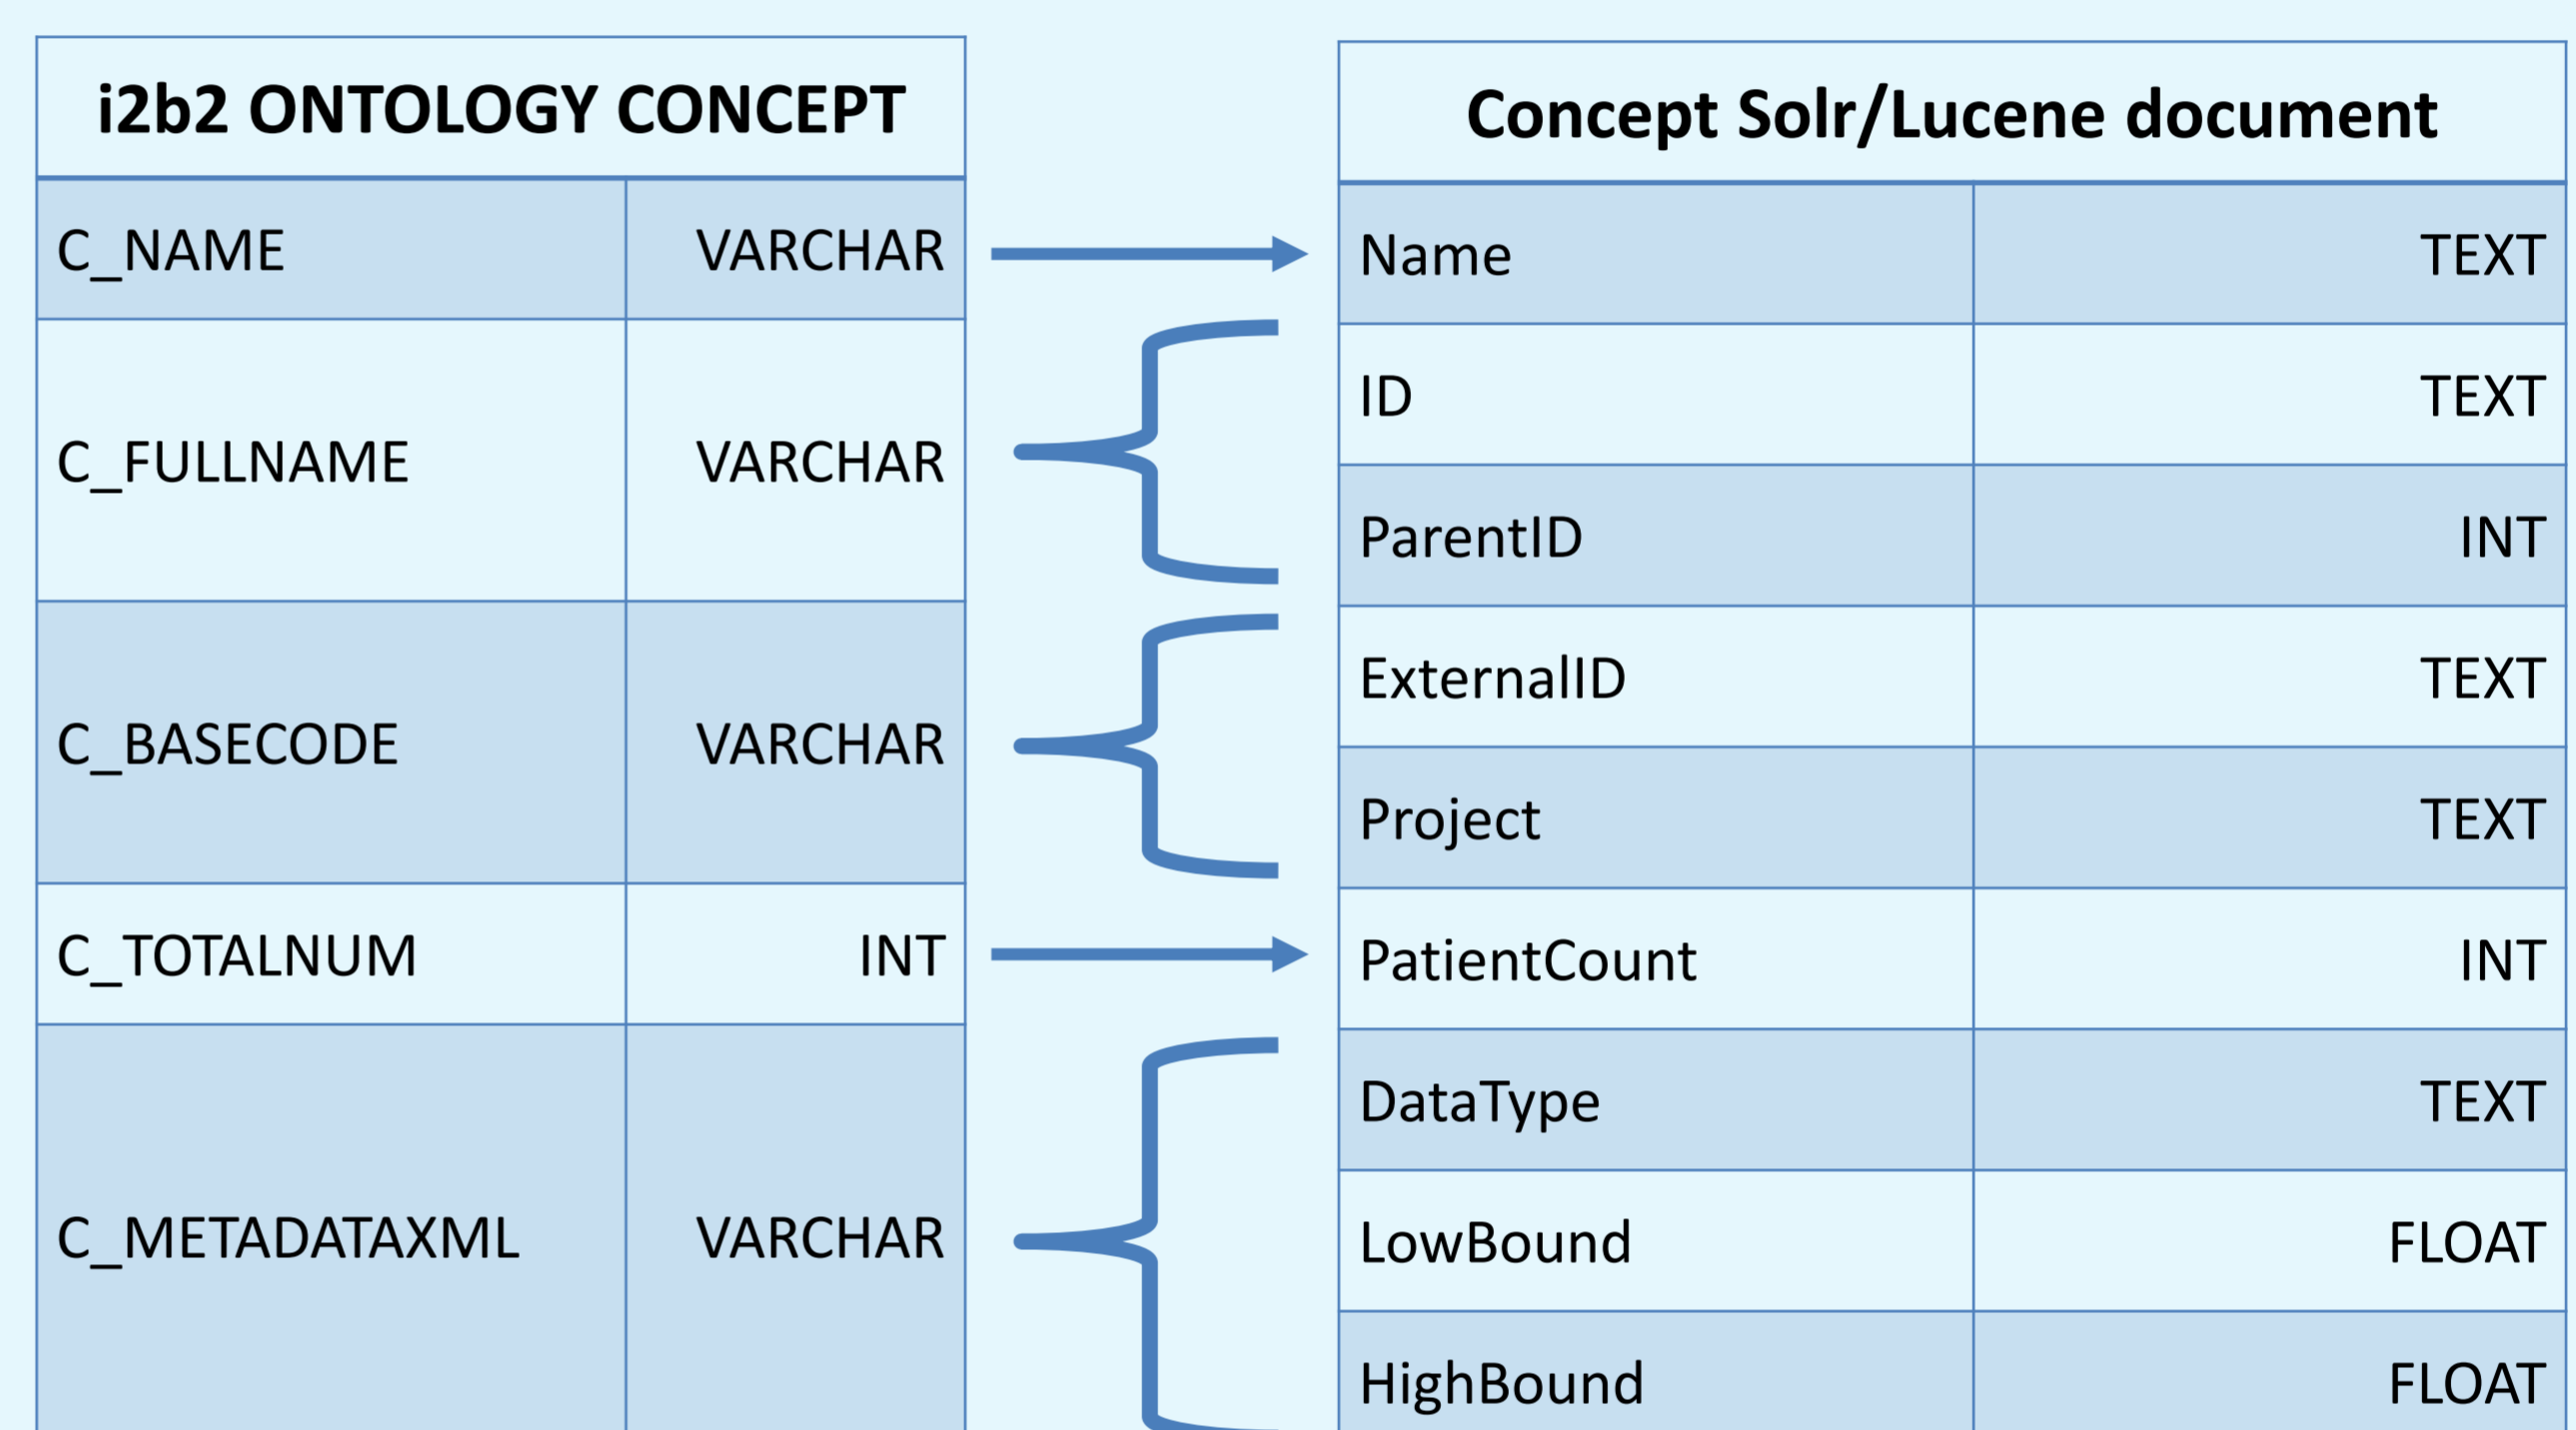 i2b2 ONTOLOGY CONCEPT
C_NAME VARCHAR
C_FULLNAME VARCHAR
C_BASECODE VARCHAR
C_TOTALNUM INT
C_METADATAXML VARCHAR
Concept Solr/Lucene document
Name TEXT
ID TEXT
ParentID INT
ExternalID TEXT
Project TEXT
PatientCount INT
DataType TEXT
LowBound FLOAT
HighBound FLOAT